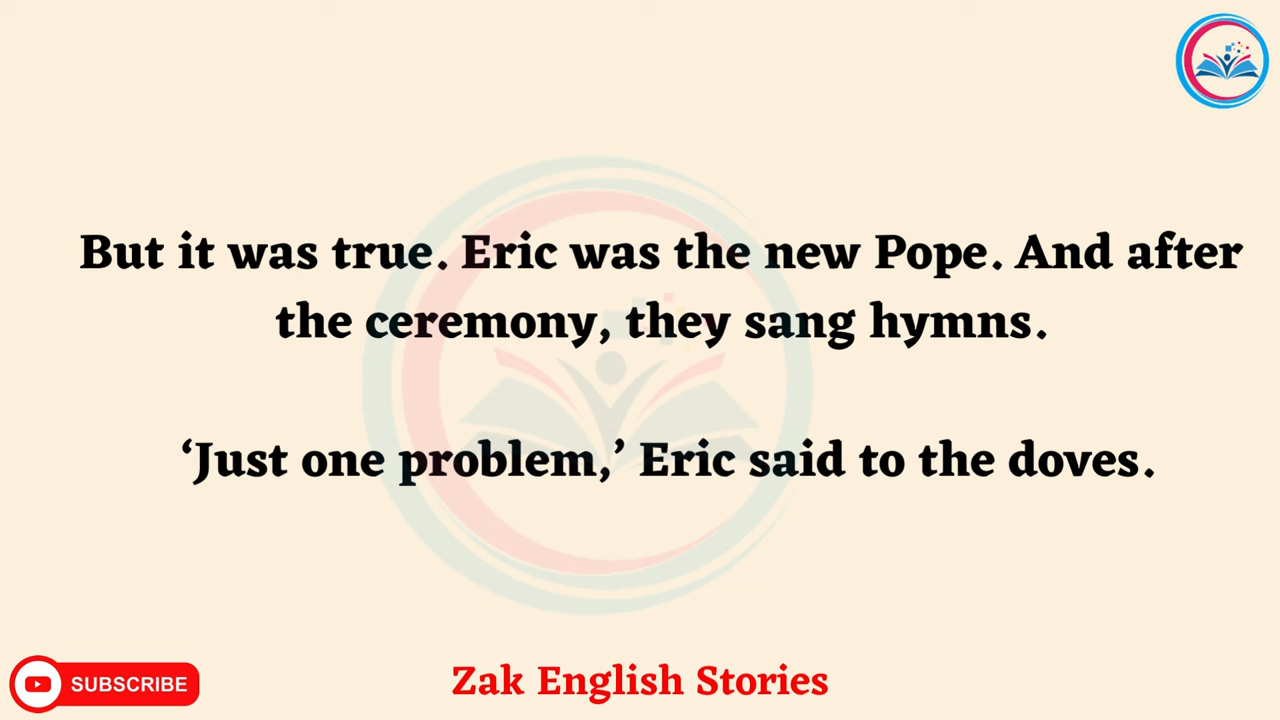 But it was true. Eric was the new Pope. And after
the ceremony, they sang hymns.
‘Just one problem,’ Eric said to the doves.
SUBSCRIBE
Zak English Stories